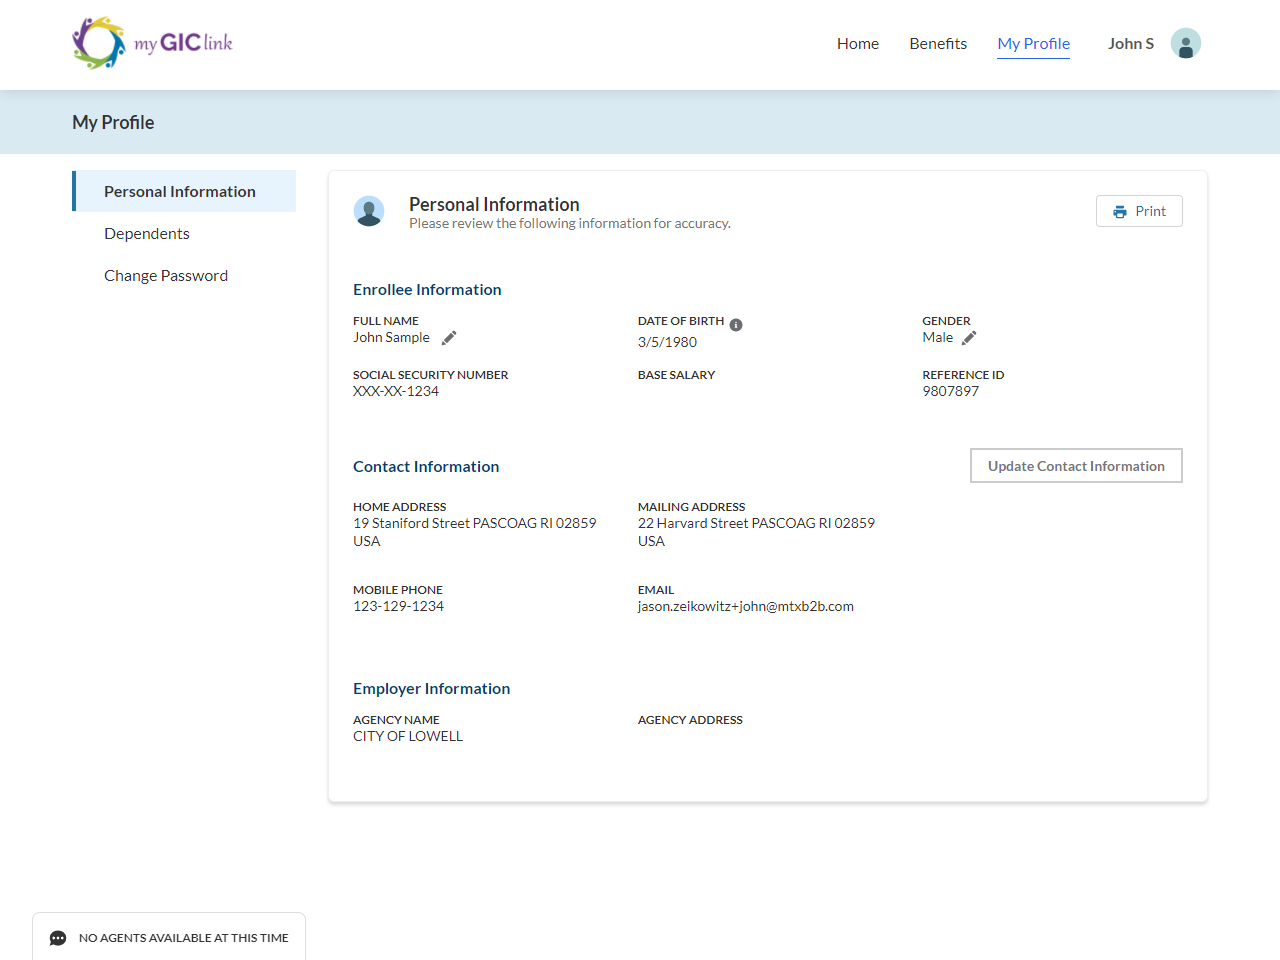 my GIC link
Home Benefits My Profile John S
My Profile
Personal Information
Dependents
Change Password
Personal Information
Please review the following information for accuracy.
Print
Enrollee Information
FULL NAME
John Sample
DATE OF BIRTH
3/5/1980
GENDER
Male
SOCIAL SECURITY NUMBER
XXX-XX-1234
BASE SALARY
REFERENCE ID
9807897
Contact Information
Update Contact Information
HOME ADDRESS
19 Staniford Street PASCOAG RI 02859
USA
MAILING ADDRESS
22 Harvard Street PASCOAG RI 02859
USA
MOBILE PHONE
123-129-1234
EMAIL
jason.zeikowitz+john@mtxb2b.com
Employer Information
AGENCY NAME
CITY OF LOWELL
AGENCY ADDRESS
NO AGENTS AVAILABLE AT THIS TIME